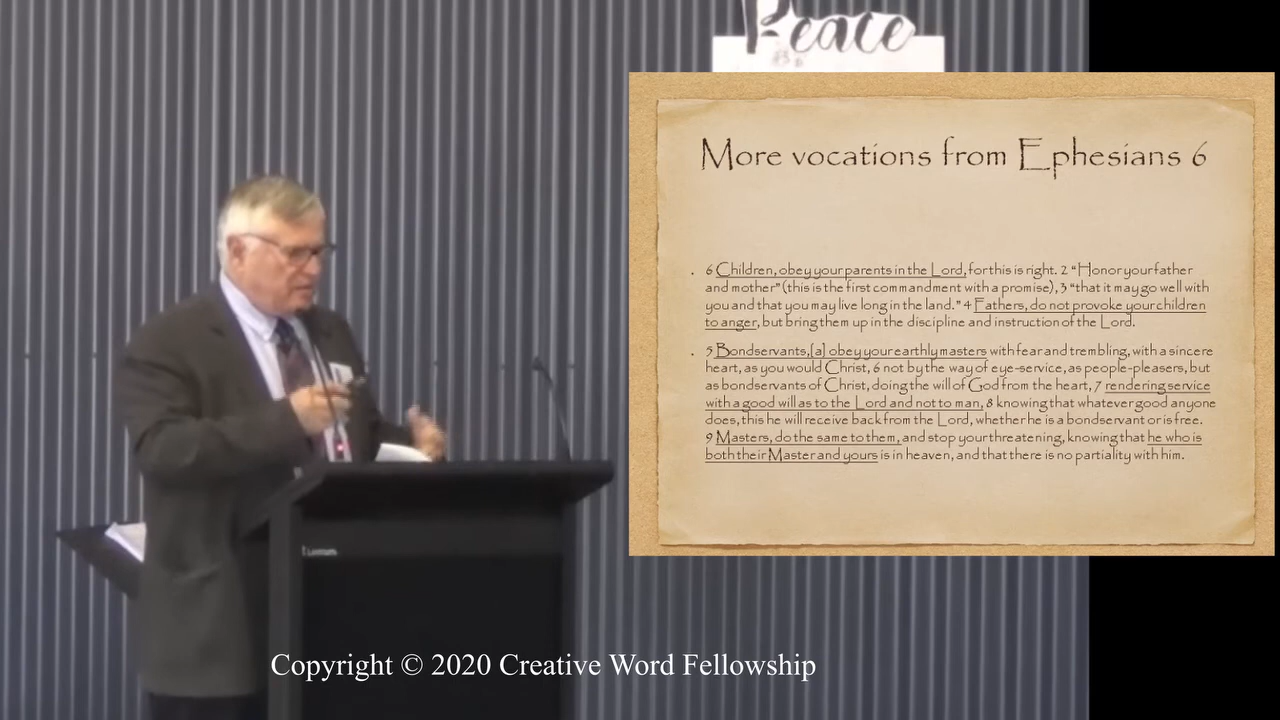 Peace
More vocations from Ephesians 6
. 6 Children, obey your parents in the Lord, for this is right. 2 “Honor your father
and mother” (this is the first commandment with a promise), 3 “that it may go well with
you and that you may live long in the land.” 4 Fathers, do not provoke your children
to anger, but bring them up in the discipline and instruction of the Lord.
. 5 Bondservants,[a] obey your earthly masters with fear and trembling, with a sincere
heart, as you would Christ, 6 not by the way of eye-service, as people-pleasers, but
as bondservants of Christ, doing the will of God from the heart, 7 rendering service
with a good will as to the Lord and not to man, 8 knowing that whatever good anyone
does, this he will receive back from the Lord, whether he is a bondservant or is free.
9 Masters, do the same to them, and stop your threatening, knowing that he who is
both their Master and yours is in heaven, and that there is no partiality with him.
Copyright © 2020 Creative Word Fellowship